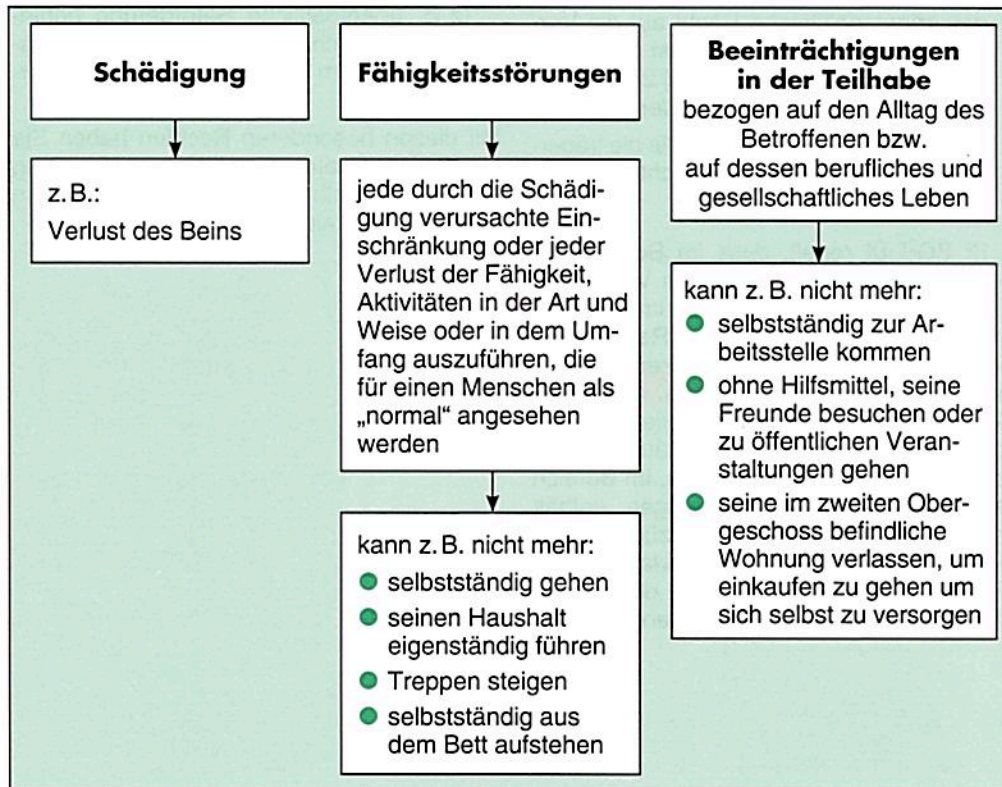 Schädigung
z. B.:
Verlust des Beins
Fähigkeitsstörungen
jede durch die Schädi-
gung verursachte Ein-
schränkung oder jeder
Verlust der Fähigkeit,
Aktivitäten in der Art und
Weise oder in dem Um-
fang auszuführen, die
für einen Menschen als
„normal“ angesehen
werden
kann z. B. nicht mehr:
selbstständig gehen
seinen Haushalt
eigenständig führen
Treppen steigen
selbstständig aus
dem Bett aufstehen
Beeinträchtigungen
in der Teilhabe
bezogen auf den Alltag des
Betroffenen bzw.
auf dessen berufliches und
gesellschaftliches Leben
kann z. B. nicht mehr:
selbstständig zur Ar-
beitsstelle kommen
ohne Hilfsmittel, seine
Freunde besuchen oder
zu öffentlichen Veran-
staltungen gehen
seine im zweiten Ober-
geschoss befindliche
Wohnung verlassen, um
einkaufen zu gehen um
sich selbst zu versorgen